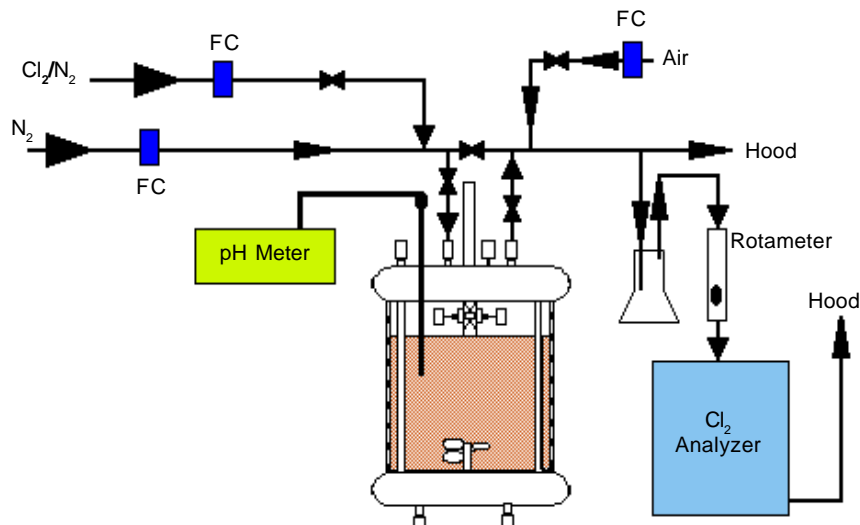 FC
FC
Cl₂/N₂
Air
N₂
Hood
FC
pH Meter
Rotameter
Hood
Cl₂
Analyzer